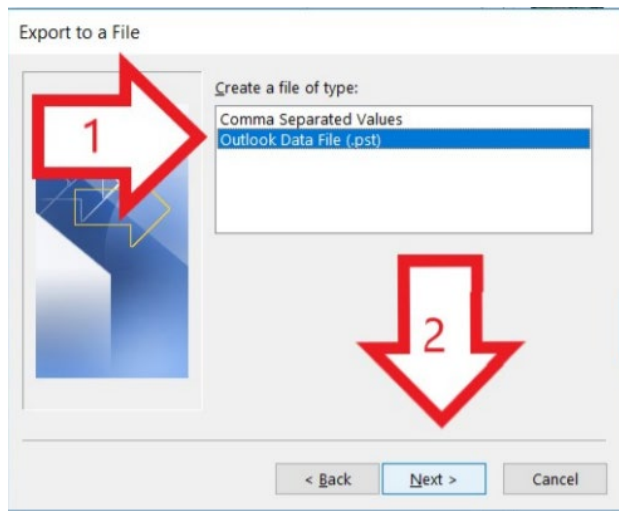 Export to a File
Create a file of type:
Comma Separated Values
Outlook Data File (.pst)
1
2
< Back
Next >
Cancel